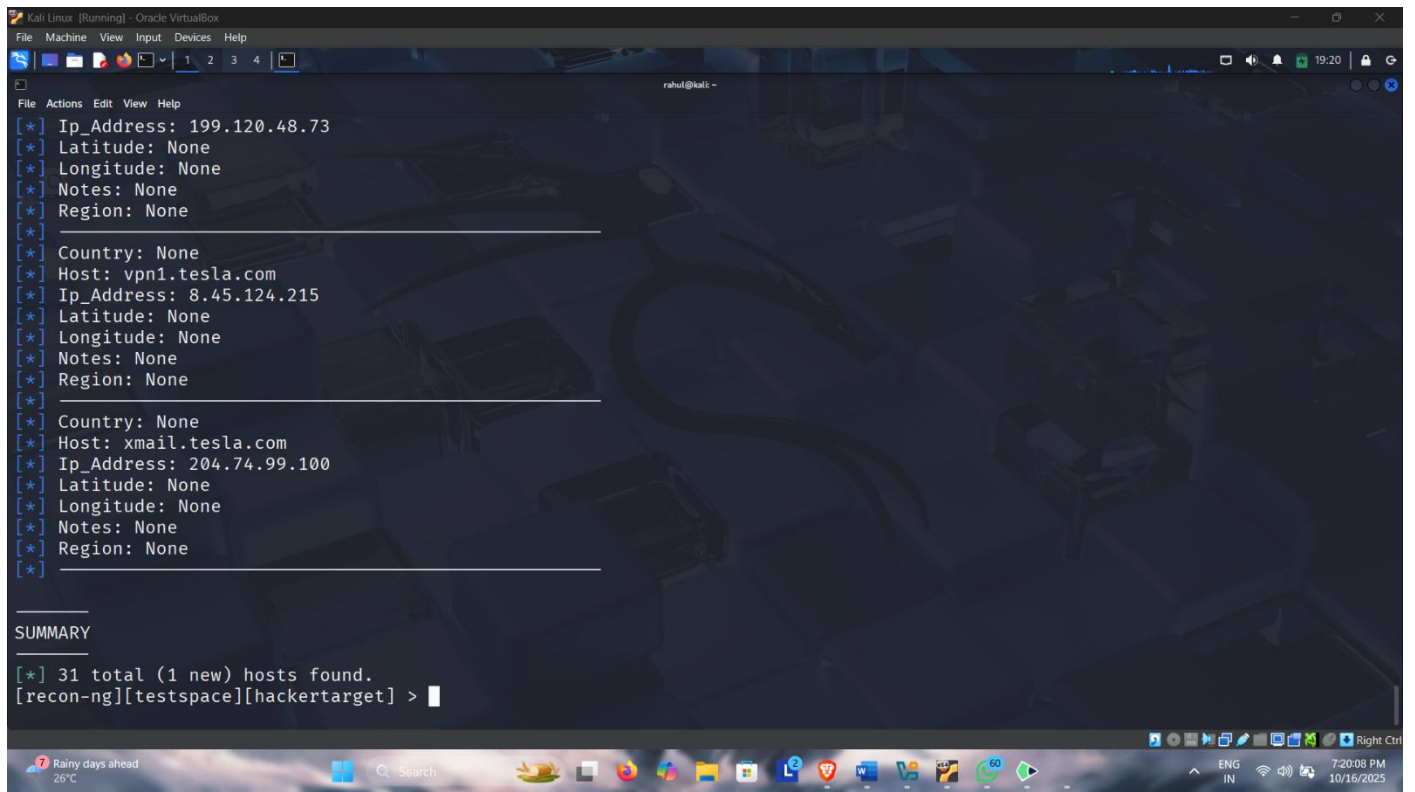 Kali Linux [Running] - Oracle VirtualBox
File Machine View Input Devices Help
1 2 3 4
19:20
rahul@kali: ~
File Actions Edit View Help
[*] Ip_Address: 199.120.48.73
[*] Latitude: None
[*] Longitude: None
[*] Notes: None
[*] Region: None
[*]
[*] Country: None
[*] Host: vpn1.tesla.com
[*] Ip_Address: 8.45.124.215
[*] Latitude: None
[*] Longitude: None
[*] Notes: None
[*] Region: None
[*]
[*] Country: None
[*] Host: xmail.tesla.com
[*] Ip_Address: 204.74.99.100
[*] Latitude: None
[*] Longitude: None
[*] Notes: None
[*] Region: None
[*]
SUMMARY
[*] 31 total (1 new) hosts found.
[recon-ng][testspace][hackertarget] >
Right Ctrl
7
Rainy days ahead
26°C
Search
L 2
W
60
ENG
IN
7:20:08 PM
10/16/2025